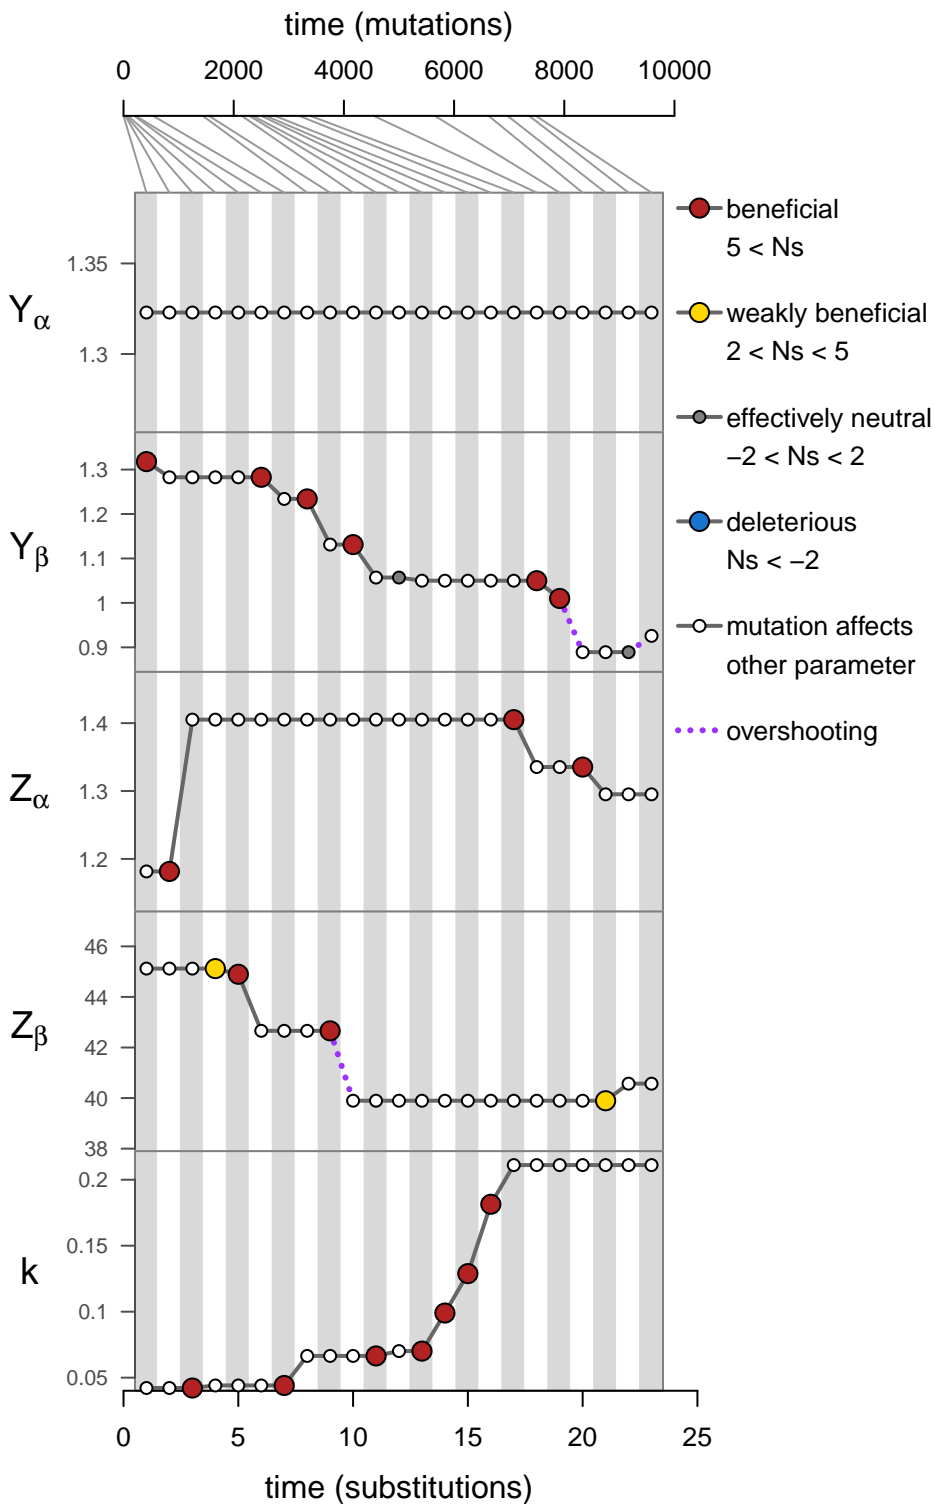 time (mutations)
0 2000 4000 6000 8000 10000
beneficial
5 < Ns
weakly beneficial
2 < Ns < 5
effectively neutral
−2 < Ns < 2
deleterious
Ns < −2
mutation affects
other parameter
overshooting
Yα
1.35
1.3
Yβ
1.3
1.2
1.1
1
0.9
Zα
1.4
1.3
1.2
Zβ
46
44
42
40
38
k
0.2
0.15
0.1
0.05
0 5 10 15 20 25
time (substitutions)